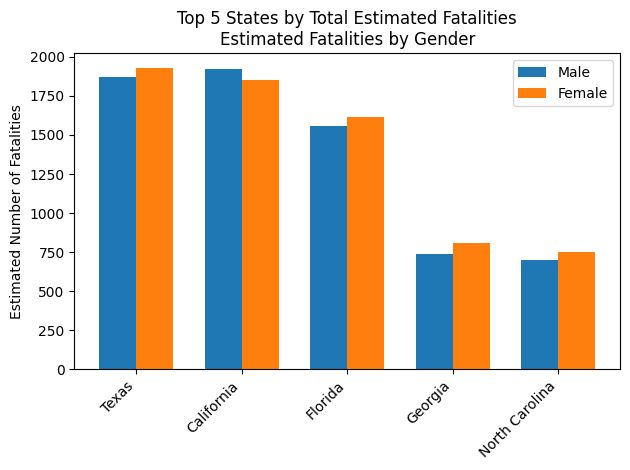 Top 5 States by Total Estimated Fatalities
Estimated Fatalities by Gender
Male
Female
Estimated Number of Fatalities
2000
1750
1500
1250
1000
750
500
250
0
Texas
California
Florida
Georgia
North Carolina